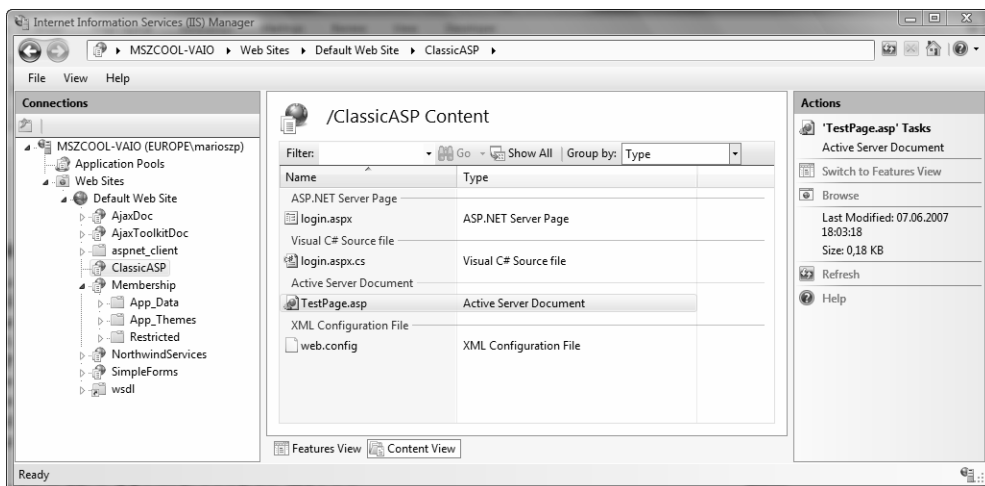 Internet Information Services (IIS) Manager
MSZCOOL-VAIO Web Sites Default Web Site ClassicASP
File View Help
Connections
MSZCOOL-VAIO (EUROPE\marioszp)
Application Pools
Web Sites
Default Web Site
AjaxDoc
AjaxToolkitDoc
aspnet_client
ClassicASP
Membership
App_Data
App_Themes
Restricted
NorthwindServices
SimpleForms
wsdl
/ClassicASP Content
Filter: Go Show All Group by: Type
Name Type
ASP.NET Server Page
login.aspx ASP.NET Server Page
Visual C# Source file
login.aspx.cs Visual C# Source file
Active Server Document
TestPage.asp Active Server Document
XML Configuration File
web.config XML Configuration File
Features View Content View
Actions
'TestPage.asp' Tasks
Active Server Document
Switch to Features View
Browse
Last Modified: 07.06.2007
18:03:18
Size: 0,18 KB
Refresh
Help
Ready